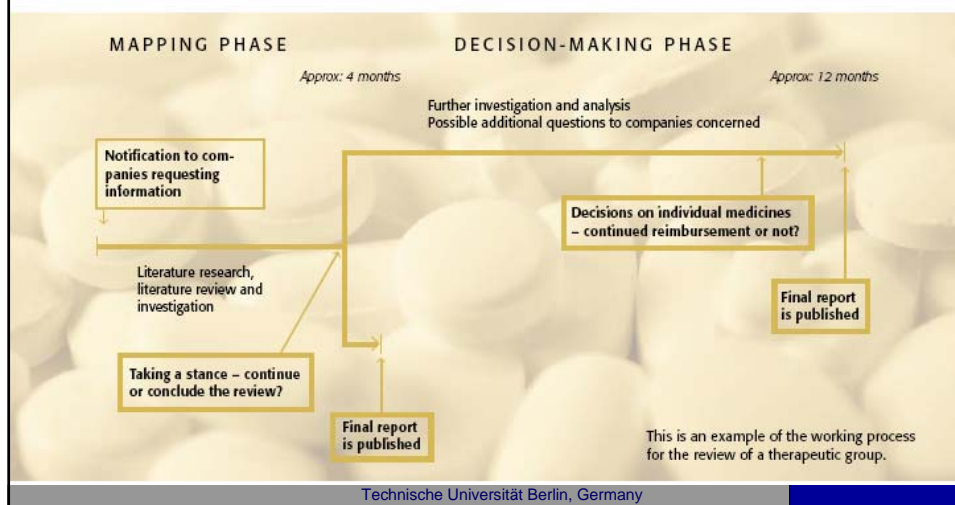 MAPPING PHASE
DECISION-MAKING PHASE
Approx: 4 months
Approx: 12 months
Further investigation and analysis
Possible additional questions to companies concerned
Notification to com-
panies requesting
information
Decisions on individual medicines
– continued reimbursement or not?
Literature research,
literature review and
investigation
Final report
is published
Taking a stance – continue
or conclude the review?
Final report
is published
This is an example of the working process
for the review of a therapeutic group.
Technische Universität Berlin, Germany